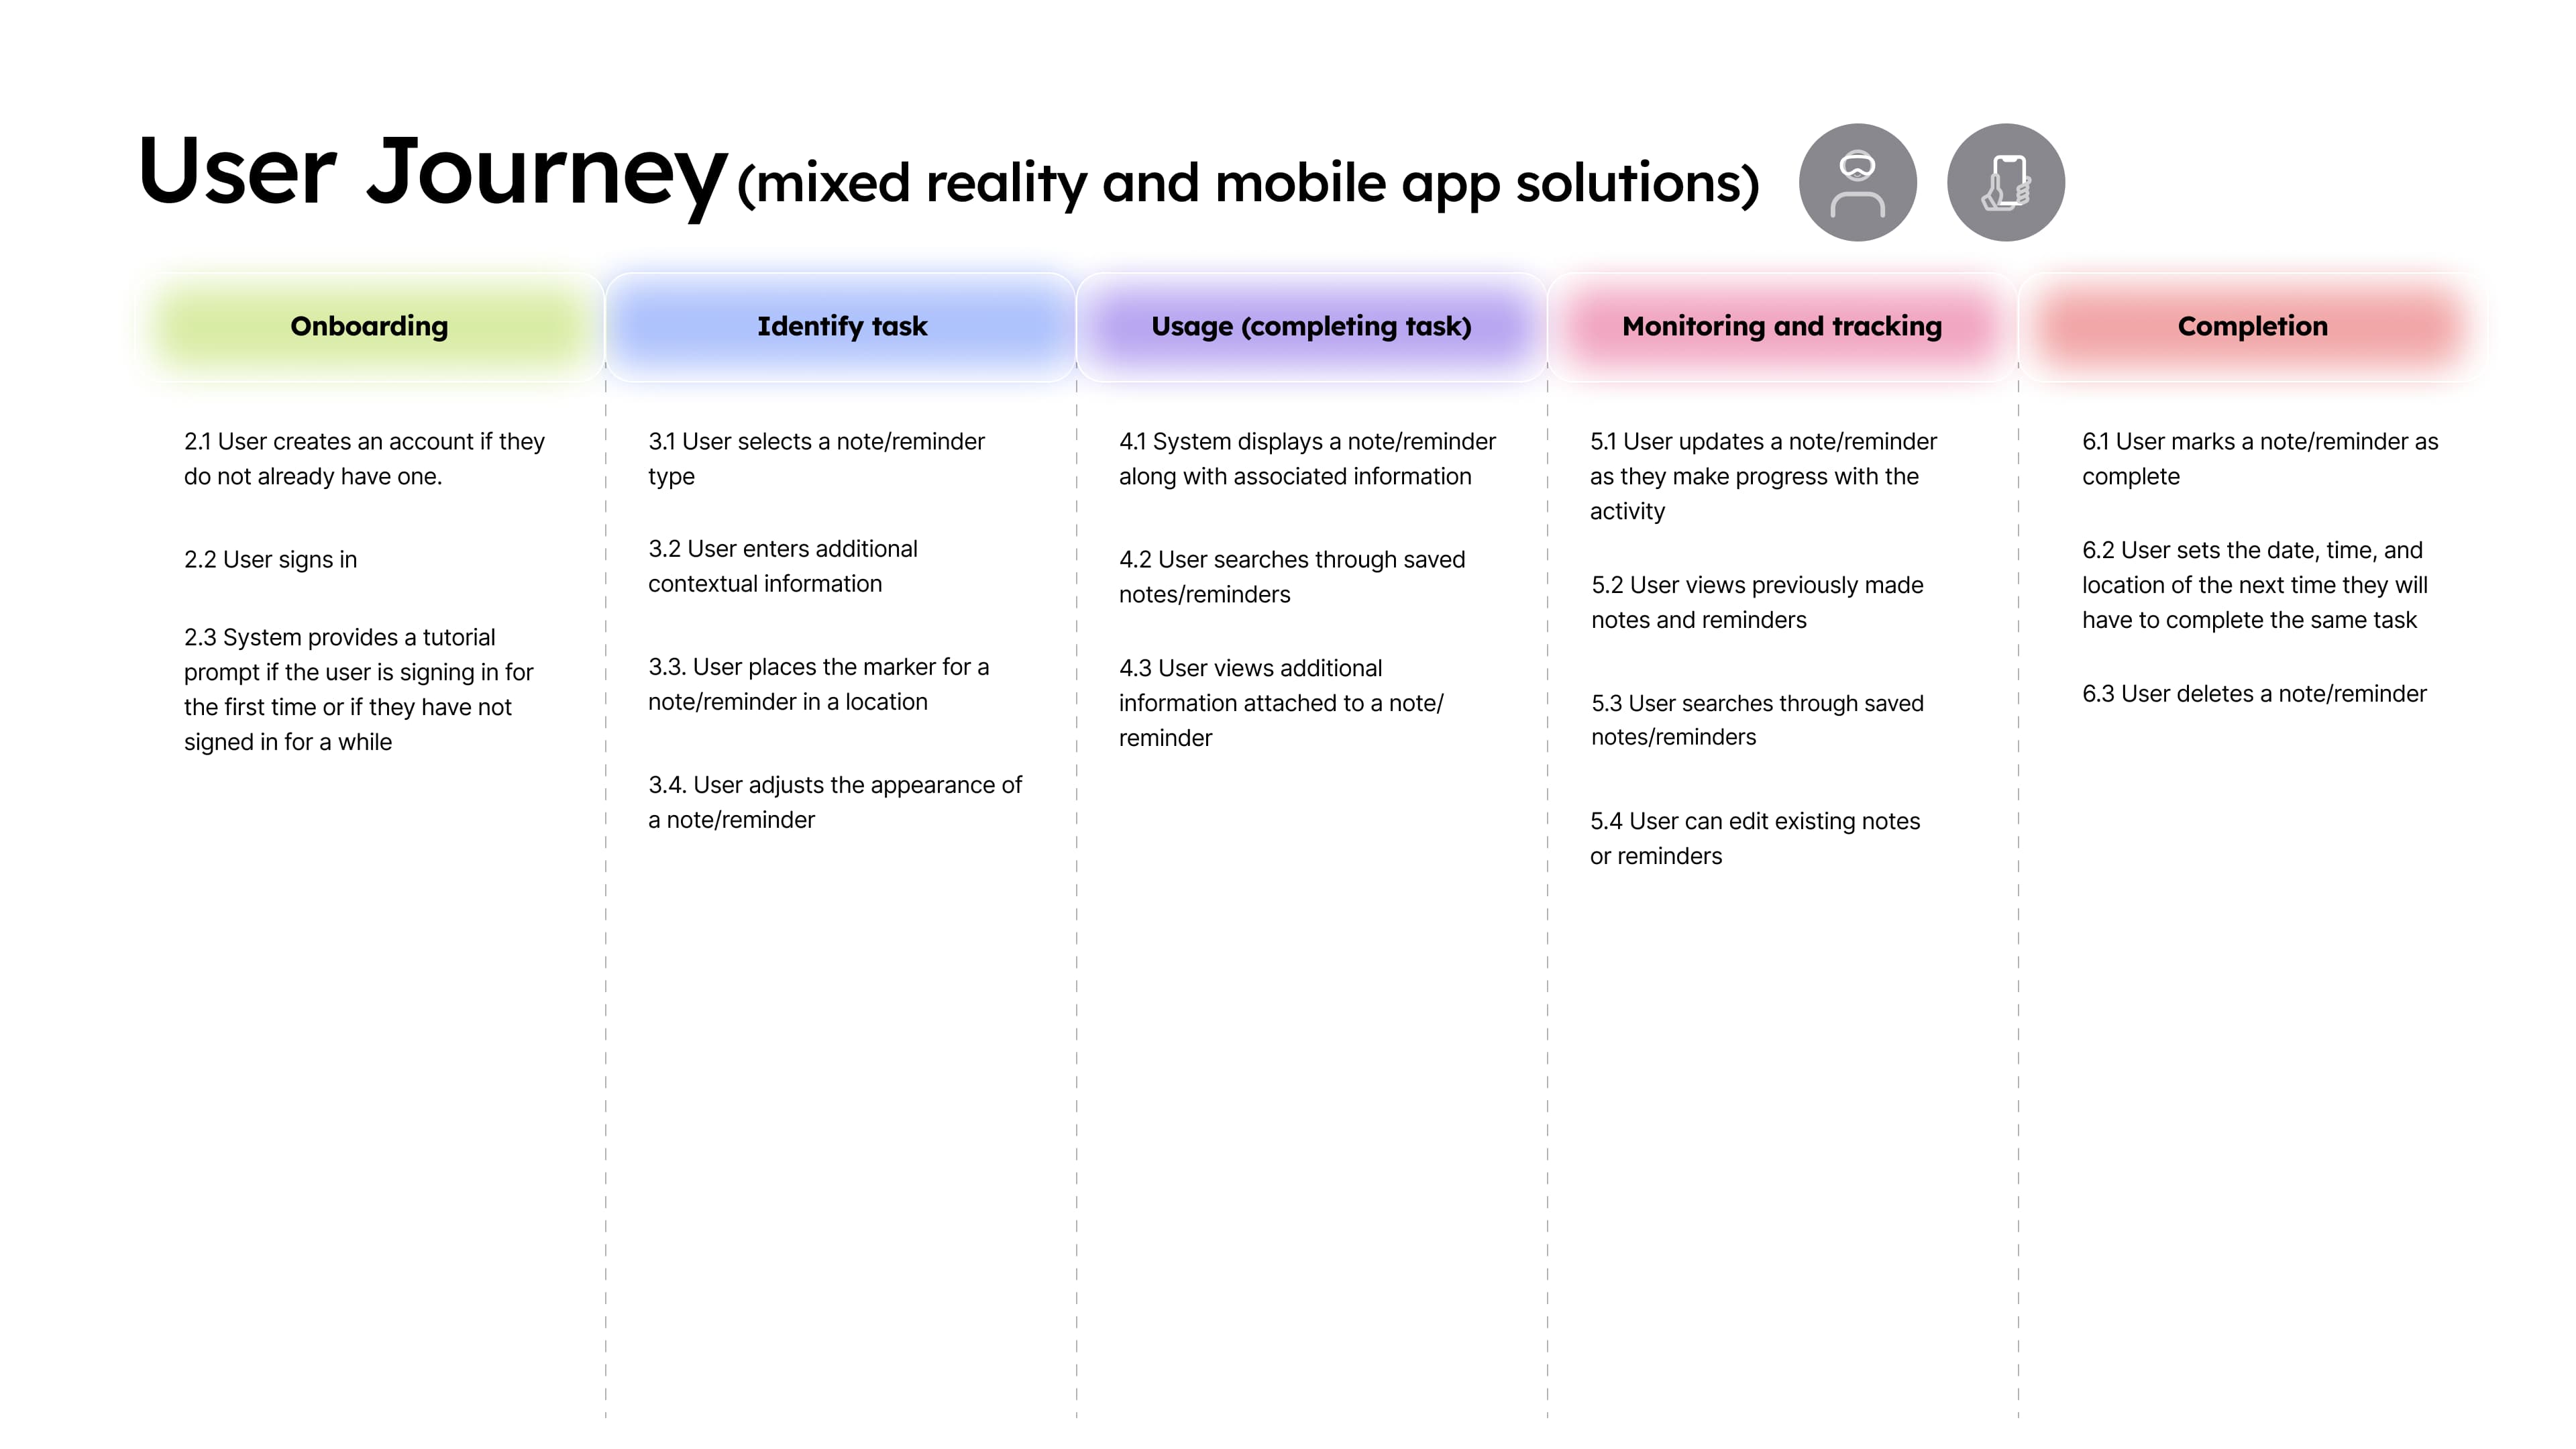 User Journey (mixed reality and mobile app solutions)
Onboarding
2.1 User creates an account if they
do not already have one.
2.2 User signs in
2.3 System provides a tutorial
prompt if the user is signing in for
the first time or if they have not
signed in for a while
Identify task
3.1 User selects a note/reminder
type
3.2 User enters additional
contextual information
3.3. User places the marker for a
note/reminder in a location
3.4. User adjusts the appearance of
a note/reminder
Usage (completing task)
4.1 System displays a note/reminder
along with associated information
4.2 User searches through saved
notes/reminders
4.3 User views additional
information attached to a note/
reminder
Monitoring and tracking
5.1 User updates a note/reminder
as they make progress with the
activity
5.2 User views previously made
notes and reminders
5.3 User searches through saved
notes/reminders
5.4 User can edit existing notes
or reminders
Completion
6.1 User marks a note/reminder as
complete
6.2 User sets the date, time, and
location of the next time they will
have to complete the same task
6.3 User deletes a note/reminder